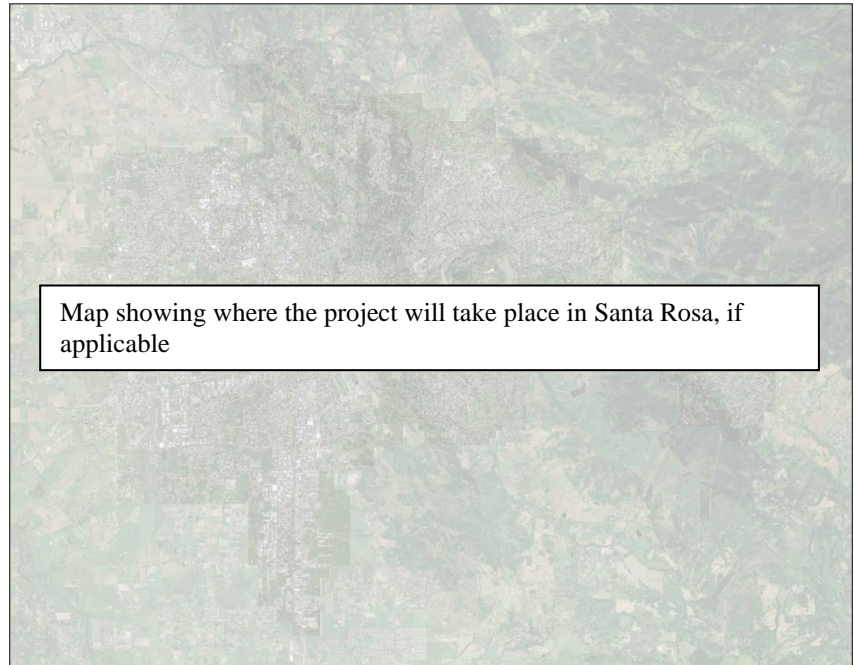 Map showing where the project will take place in Santa Rosa, if
applicable